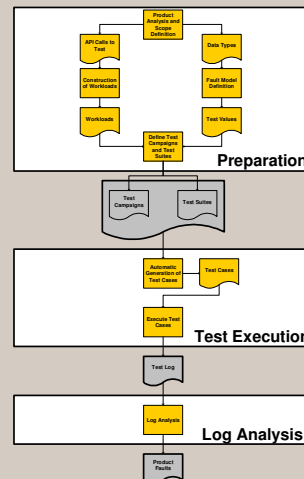 Product
Analysis and
Scope
Definition
API Calls to
Test
Data Types
Construction
of Workloads
Fault Model
Definition
Workloads
Test Values
Define Test
Campaigns
and Test
Suites
Preparation
Test
Campaigns
Test Suites
Automatic
Generation of
Test Cases
Test Cases
Execute Test
Cases
Test Execution
Test Log
Log Analysis
Log Analysis
Product
Faults